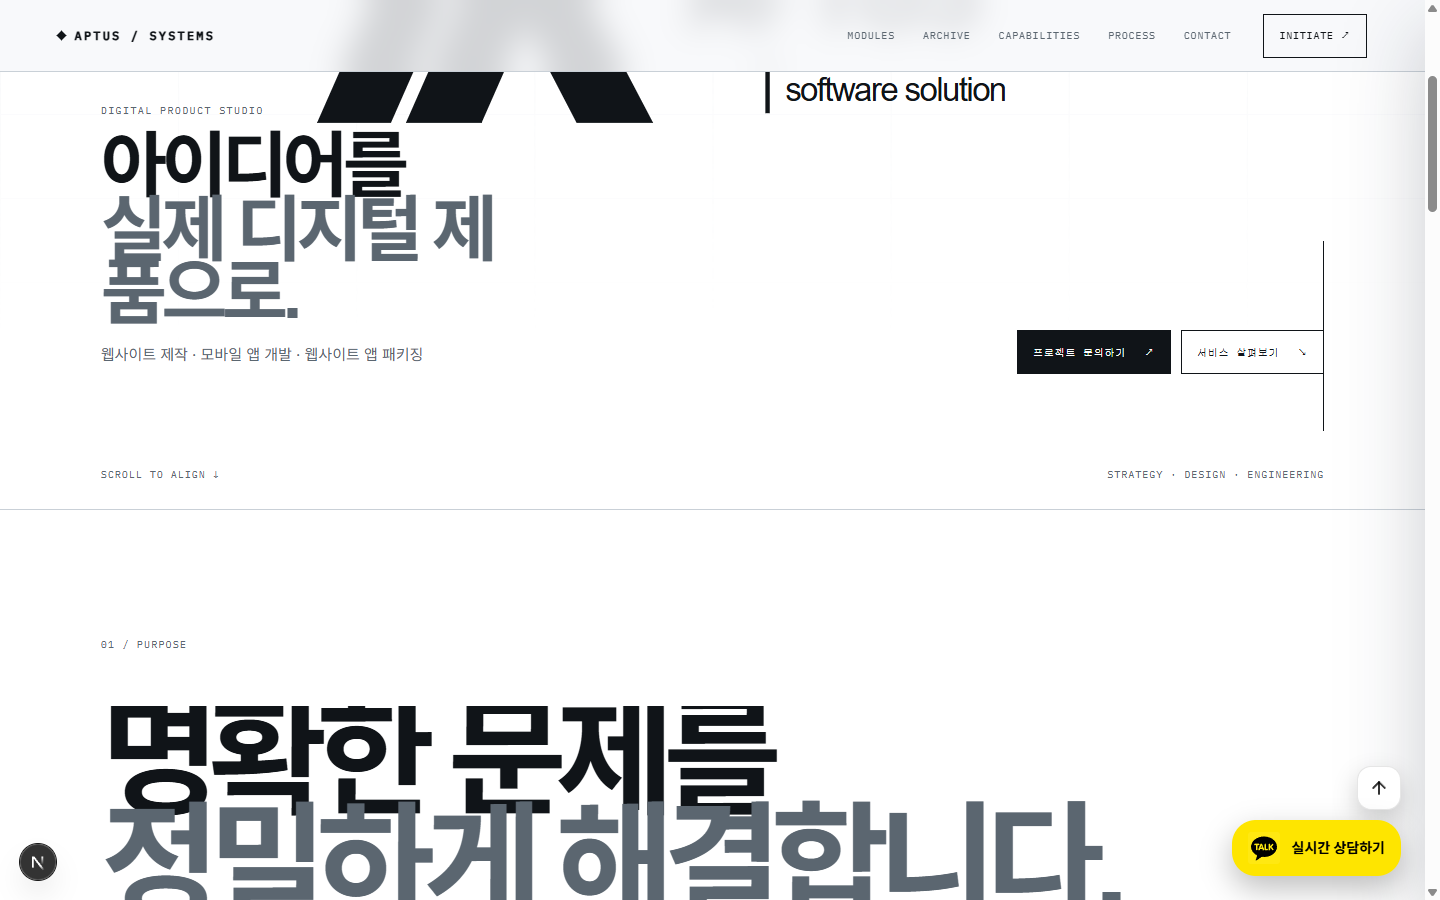 ◆ APTUS / SYSTEMS
MODULES
ARCHIVE
CAPABILITIES
PROCESS
CONTACT
INITIATE ↗
software solution
DIGITAL PRODUCT STUDIO
아이디어를
실제 디지털 제
품으로.
웹사이트 제작 · 모바일 앱 개발 · 웹사이트 앱 패키징
프로젝트 문의하기 ↗
서비스 살펴보기 ↘
SCROLL TO ALIGN ↓
STRATEGY · DESIGN · ENGINEERING
01 / PURPOSE
명확한 문제를
정밀하게 해결합니다.
TALK 실시간 상담하기
N